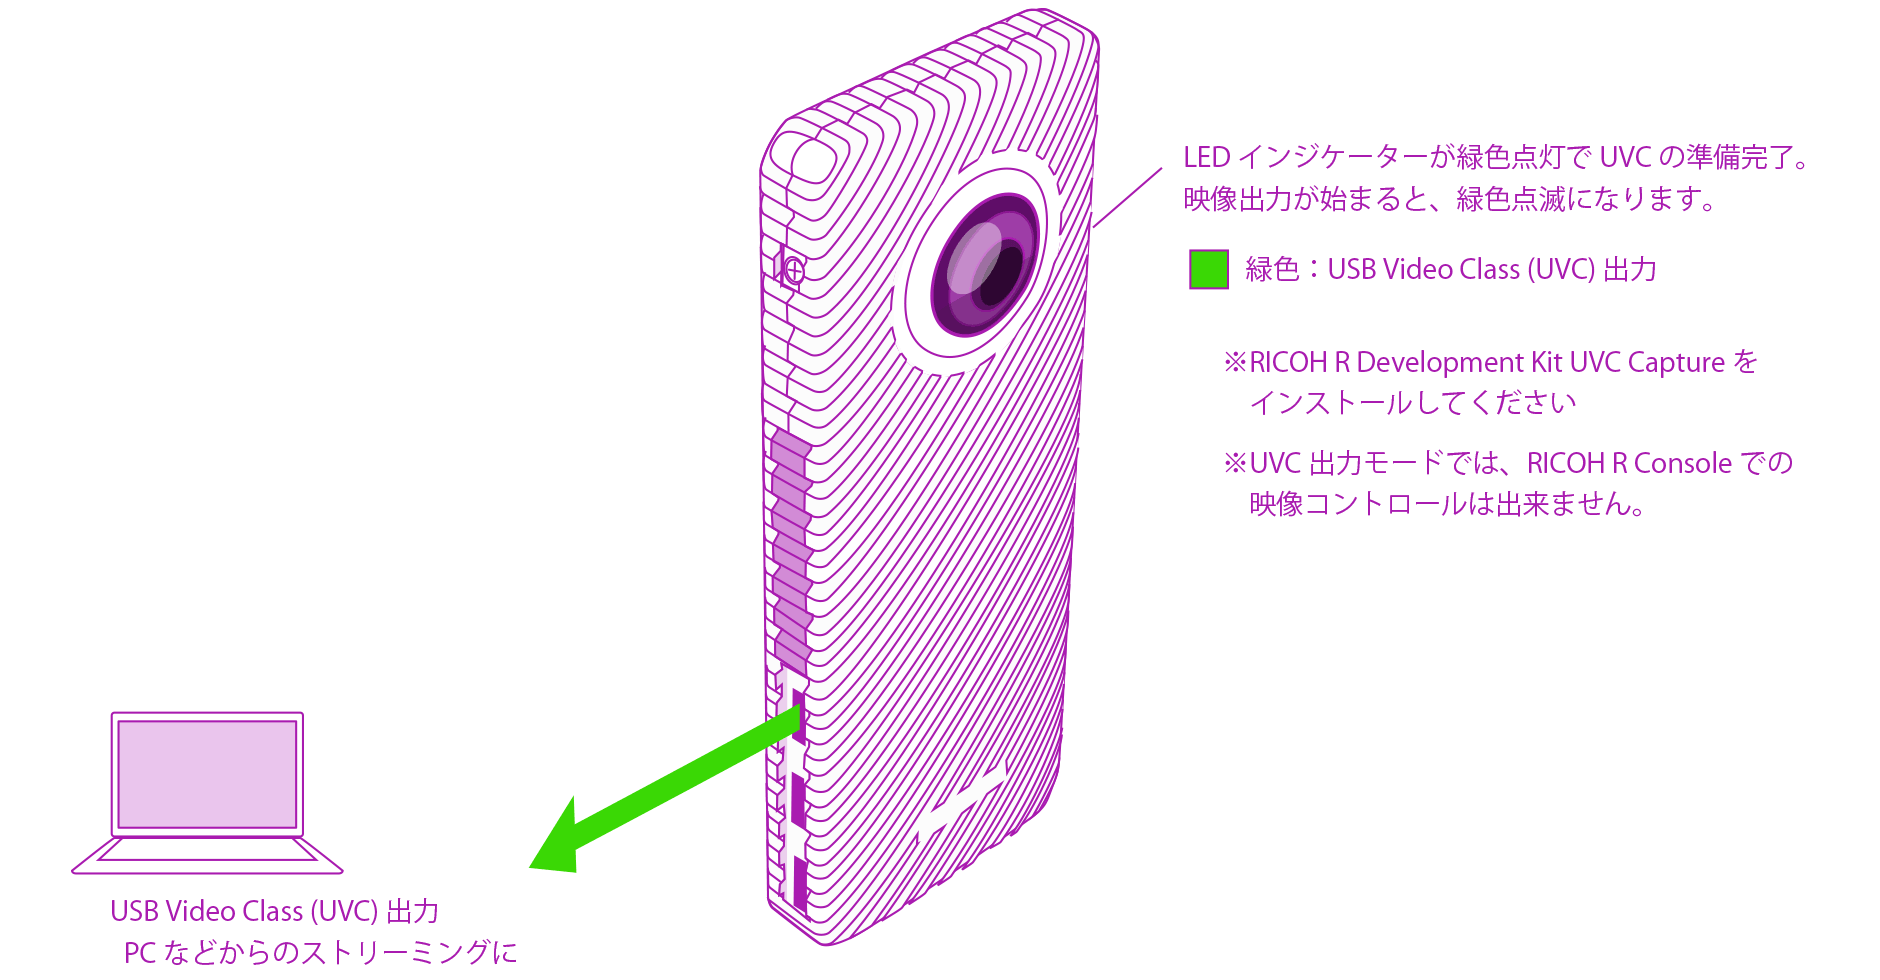 LED インジケーターが緑色点灯で UVC の準備完了。
映像出力が始まると、緑色点滅になります。
緑色：USB Video Class (UVC) 出力
※RICOH R Development Kit UVC Capture を
インストールしてください
※UVC 出力モードでは、RICOH R Console での
映像コントロールは出来ません。
USB Video Class (UVC) 出力
PC などからのストリーミングに